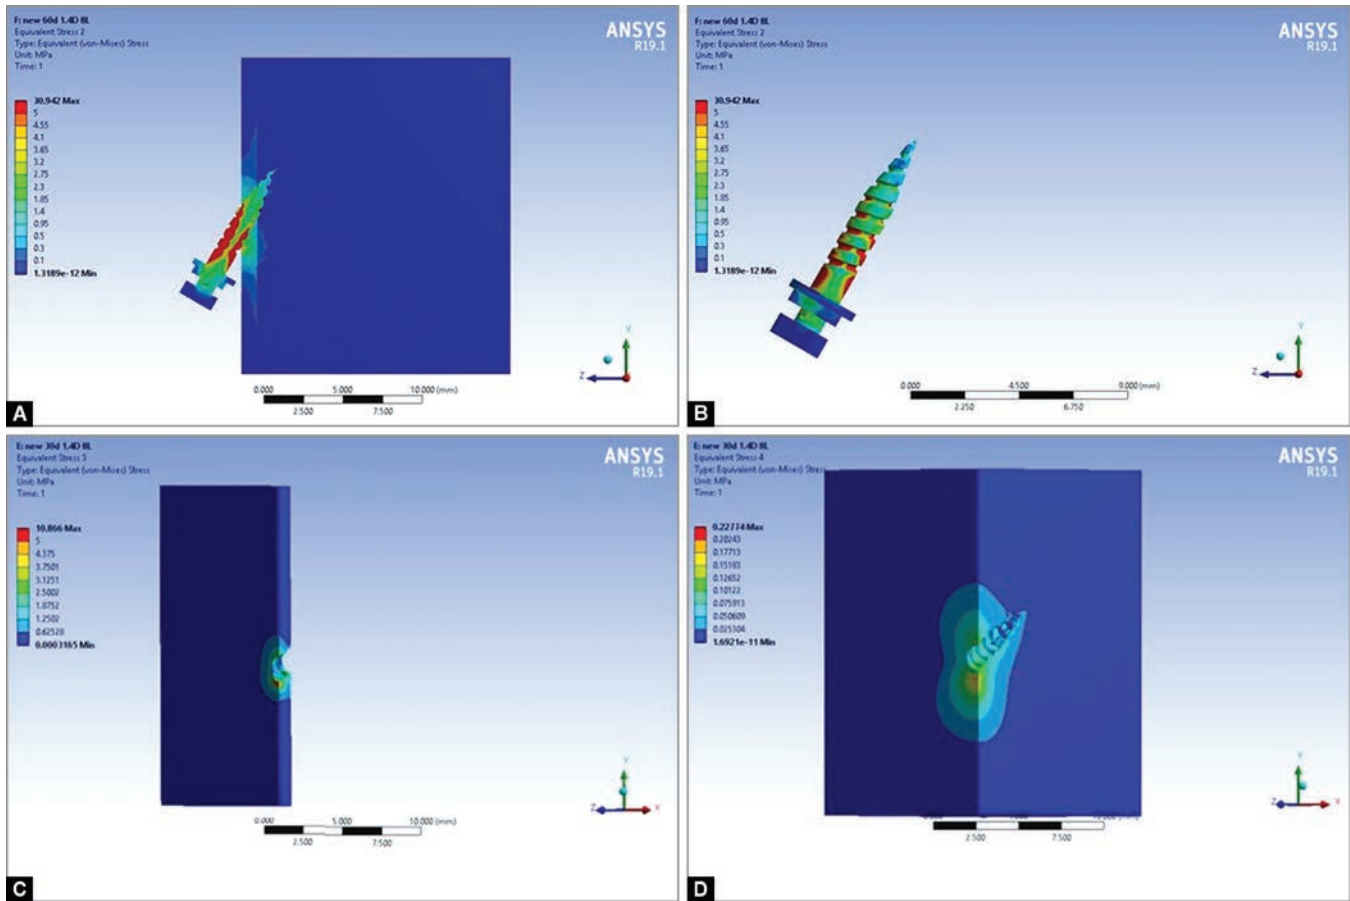 F: new 60d 1.4D 8L
Equivalent Stress 2
Type: Equivalent (von-Mises) Stress
Unit: MPa
Time: 1
ANSYS
R19.1
30.942 Max
5
4.55
4.1
3.65
3.2
2.75
2.3
1.85
1.4
0.95
0.5
0.3
0.1
1.3189e-12 Min
Y
Z
0.000
5.000
10.000 (mm)
2.500
7.500
A
F: new 60d 1.4D 8L
Equivalent Stress 2
Type: Equivalent (von-Mises) Stress
Unit: MPa
Time: 1
ANSYS
R19.1
30.942 Max
5
4.55
4.1
3.65
3.2
2.75
2.3
1.85
1.4
0.95
0.5
0.3
0.1
1.3189e-12 Min
Y
Z
0.000
4.500
9.000 (mm)
2.250
6.750
B
E: new 30d 1.4D 8L
Equivalent Stress 3
Type: Equivalent (von-Mises) Stress
Unit: MPa
Time: 1
ANSYS
R19.1
10.866 Max
5
4.375
3.7501
3.1251
2.5002
1.8752
1.2502
0.62528
0.0003165 Min
Y
Z
X
0.000
5.000
10.000 (mm)
2.500
7.500
C
E: new 30d 1.4D 8L
Equivalent Stress 4
Type: Equivalent (von-Mises) Stress
Unit: MPa
Time: 1
ANSYS
R19.1
0.22774 Max
0.20243
0.17713
0.15183
0.12652
0.10122
0.075913
0.050609
0.025304
1.6921e-11 Min
Y
Z
X
2.500
7.500
D